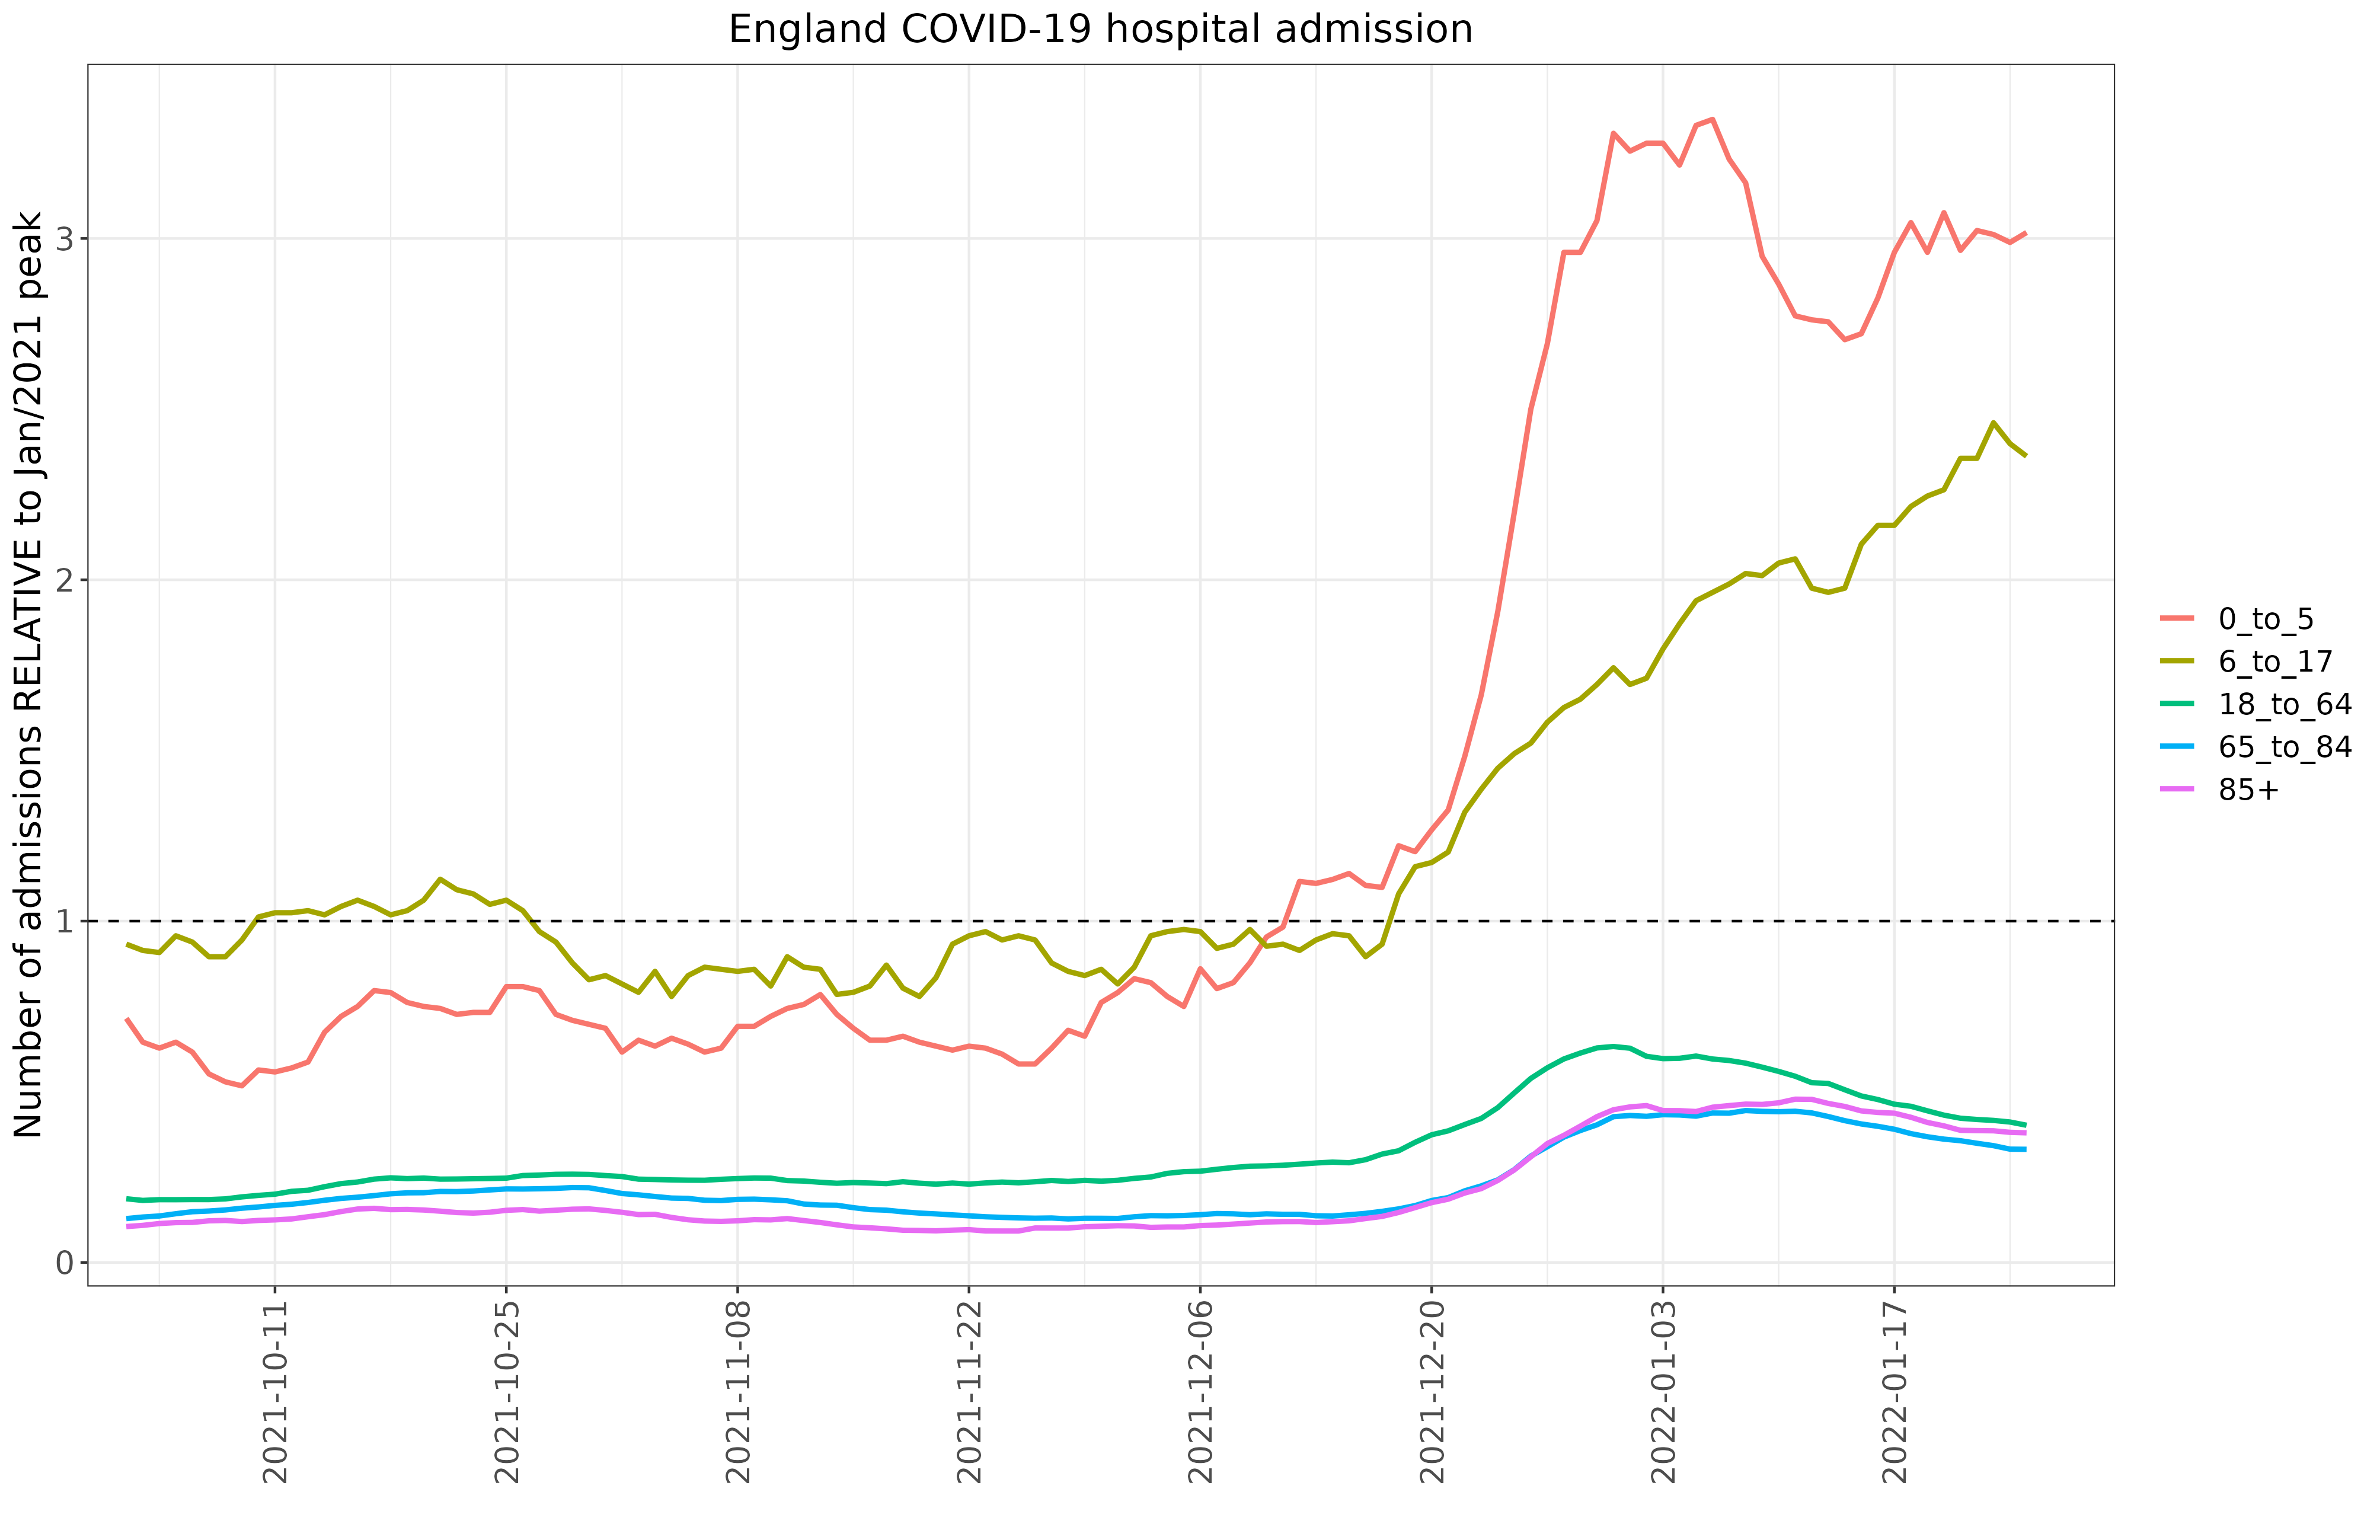 England COVID-19 hospital admission
Number of admissions RELATIVE to Jan/2021 peak
3
2
1
0
2021-10-11
2021-10-25
2021-11-08
2021-11-22
2021-12-06
2021-12-20
2022-01-03
2022-01-17
0_to_5
6_to_17
18_to_64
65_to_84
85+